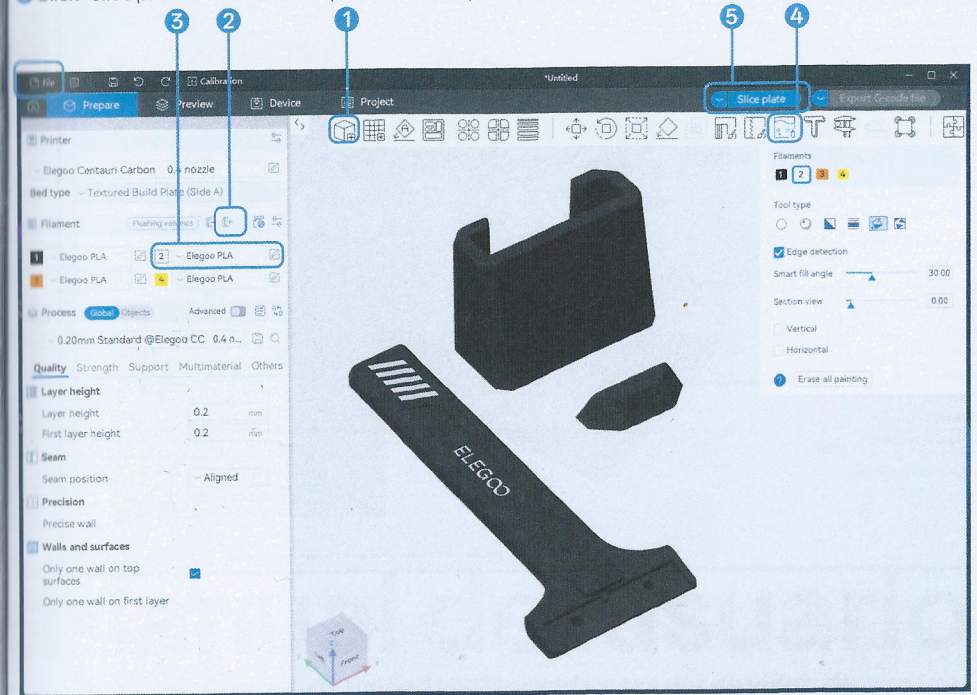 3
2
1
5
4
File
Calibration
*Untitled
Prepare
Preview
Device
Project
Slice plate
Export G-code file
Printer
Elegoo Centauri Carbon 0.4 nozzle
Bed type Textured Build Plate (Side A)
Filament
Flushing volumes
1 Elegoo PLA
2 Elegoo PLA
3 Elegoo PLA
4 Elegoo PLA
Process Global Objects Advanced
0.20mm Standard @Elegoo CC 0.4 n...
Quality Strength Support Multimaterial Others
Layer height
Layer height 0.2 mm
First layer height 0.2 mm
Seam
Seam position Aligned
Precision
Precise wall
Walls and surfaces
Only one wall on top
surfaces
Only one wall on first layer
ELEGOO
Top
Front
Filaments
1 2 3 4
Tool type
Edge detection
Smart fill angle 30.00
Section view 0.00
Vertical
Horizontal
? Erase all painting